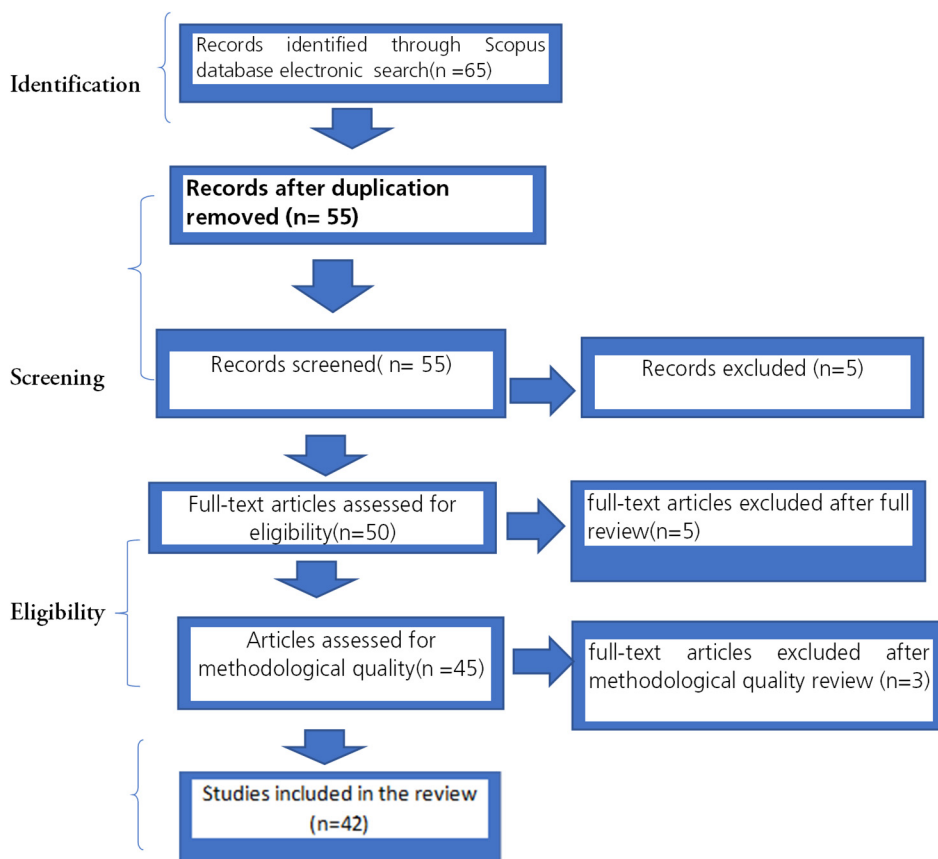 Records identified through Scopus
database electronic search(n =65)
Identification
Records after duplication
removed (n= 55)
Screening
Records screened( n= 55)
Records excluded (n=5)
Full-text articles assessed for
eligibility(n=50)
full-text articles excluded after full
review(n=5)
Eligibility
Articles assessed for
methodological quality(n =45)
full-text articles excluded after
methodological quality review (n=3)
Studies included in the review
(n=42)